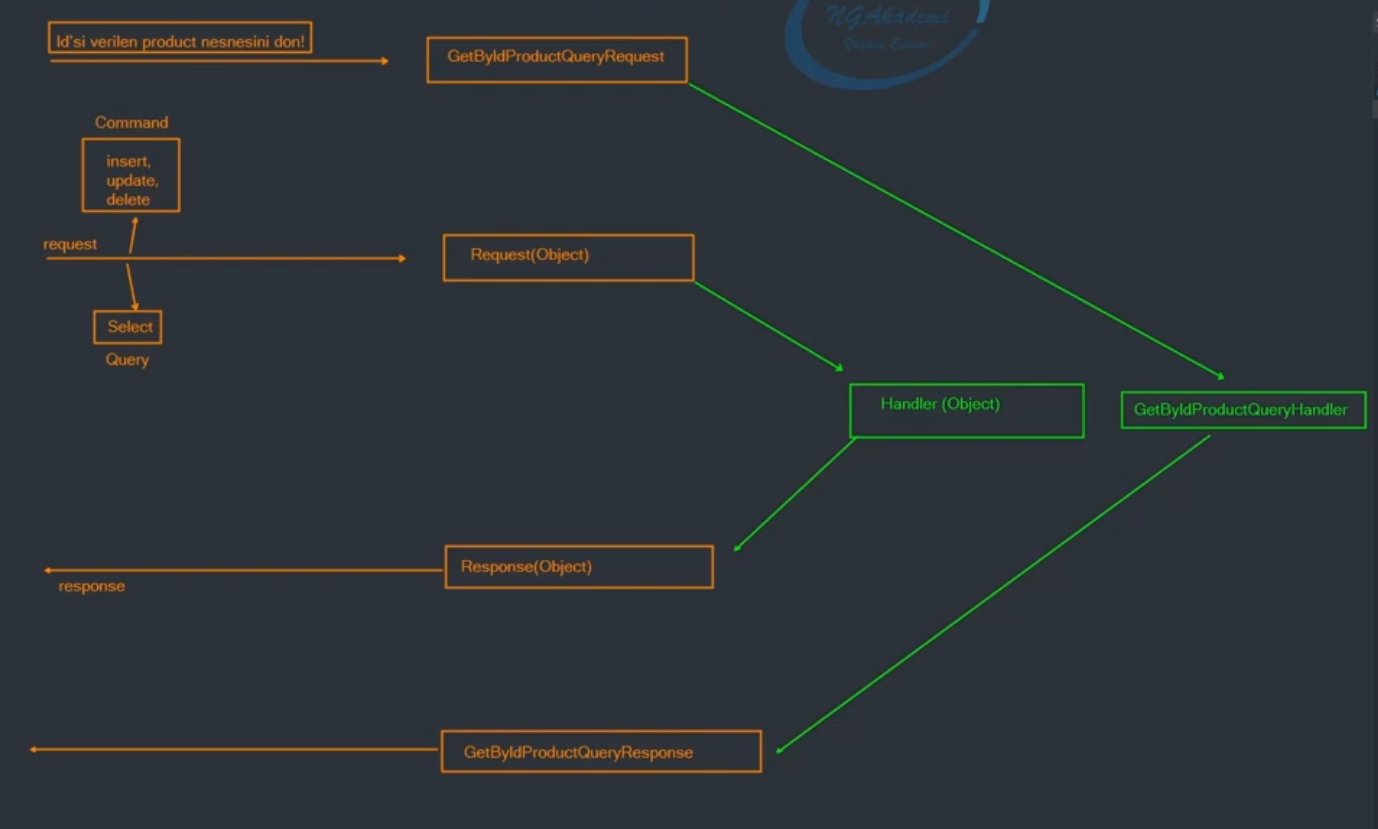 NGAkademi
Id'si verilen product nesnesini don!
GetByIdProductQueryRequest
Command
insert,
update,
delete
request
Request(Object)
Select
Query
Handler (Object)
GetByIdProductQueryHandler
Response(Object)
response
GetByIdProductQueryResponse